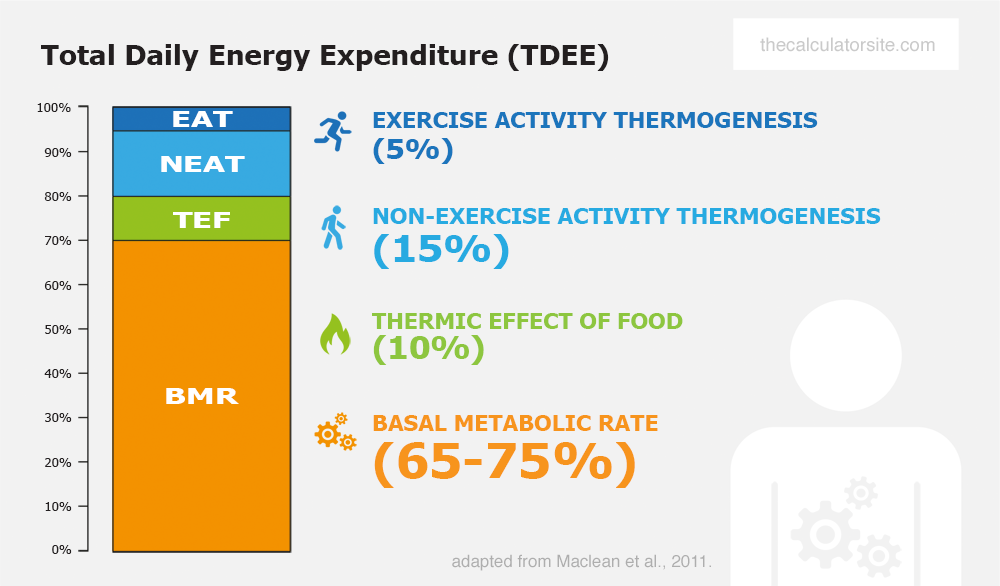 Total Daily Energy Expenditure (TDEE)
thecalculatorsite.com
100%
90%
80%
70%
60%
50%
40%
30%
20%
10%
0%
EAT
NEAT
TEF
BMR
EXERCISE ACTIVITY THERMOGENESIS
(5%)
NON-EXERCISE ACTIVITY THERMOGENESIS
(15%)
THERMIC EFFECT OF FOOD
(10%)
BASAL METABOLIC RATE
(65-75%)
adapted from Maclean et al., 2011.